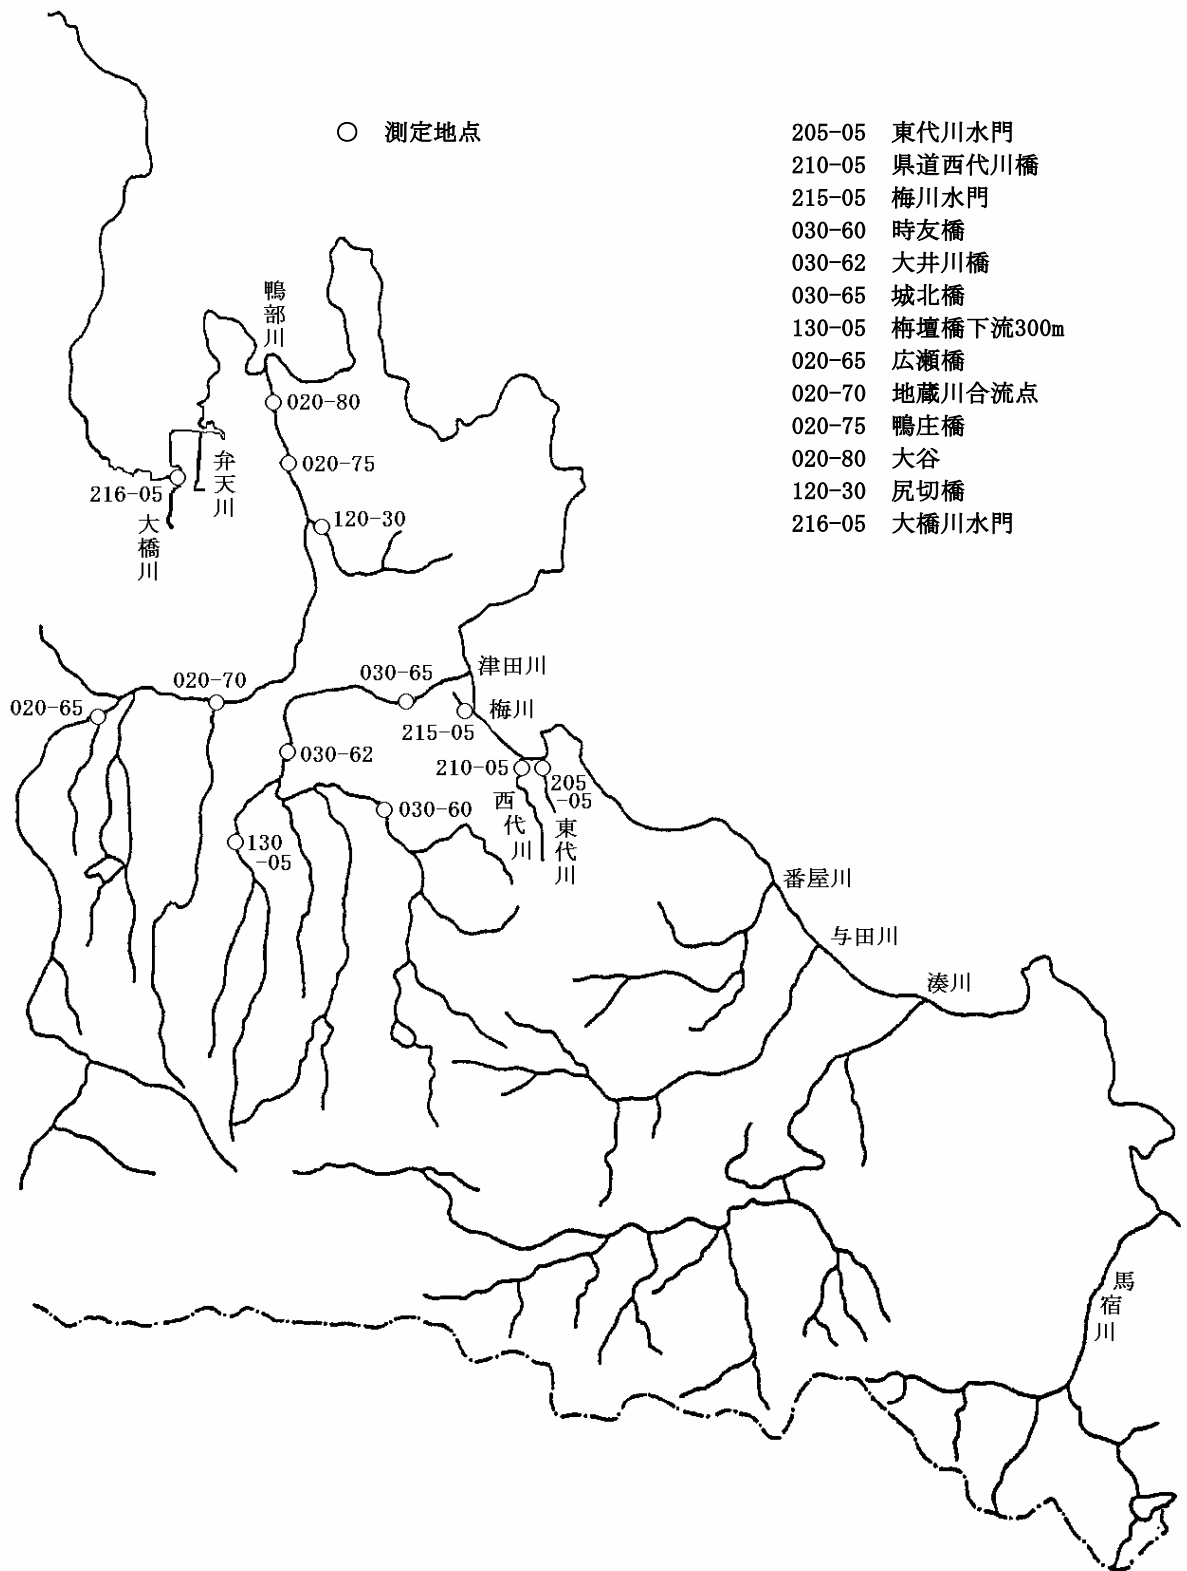 ○ 測定地点
205-05 東代川水門
210-05 県道西代川橋
215-05 梅川水門
030-60 時友橋
030-62 大井川橋
030-65 城北橋
130-05 栴壇橋下流300m
020-65 広瀬橋
020-70 地蔵川合流点
020-75 鴨庄橋
020-80 大谷
120-30 尻切橋
216-05 大橋川水門
鴨部川
020-80
020-75
弁天川
216-05
大橋川
120-30
津田川
030-65
020-70
020-65
梅川
215-05
030-62
210-05
205
-05
西代川
東代川
030-60
130
-05
番屋川
与田川
湊川
馬宿川